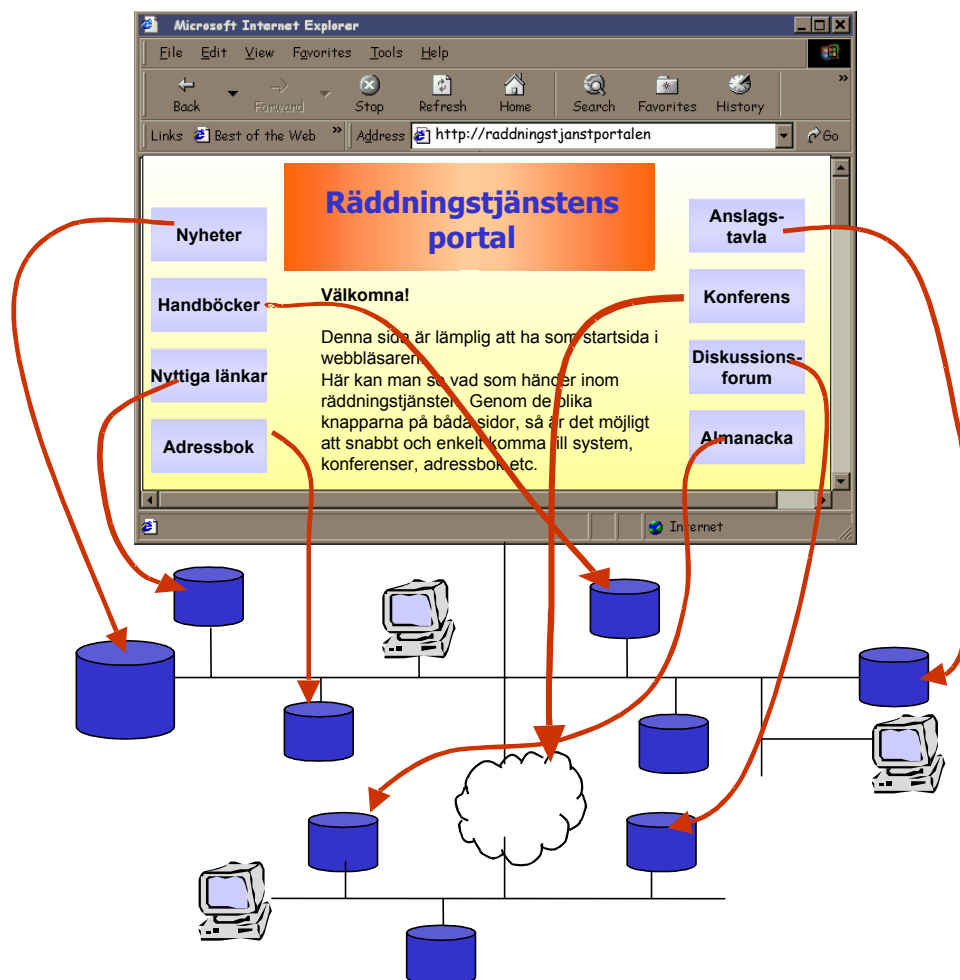 Microsoft Internet Explorer
File Edit View Favorites Tools Help
Back Forward Stop Refresh Home Search Favorites History »
Links Best of the Web » Address http://raddningstjanstportalen Go
Räddningstjänstens
portal
Nyheter
Handböcker
Nyttiga länkar
Adressbok
Välkomna!
Denna sida är lämplig att ha som startsida i
webbläsaren.
Här kan man se vad som händer inom
räddningstjänsten. Genom de olika
knapparna på båda sidor, så är det möjligt
att snabbt och enkelt komma till system,
konferenser, adressbok etc.
Anslags-
tavla
Konferens
Diskussions-
forum
Almanacka
Internet